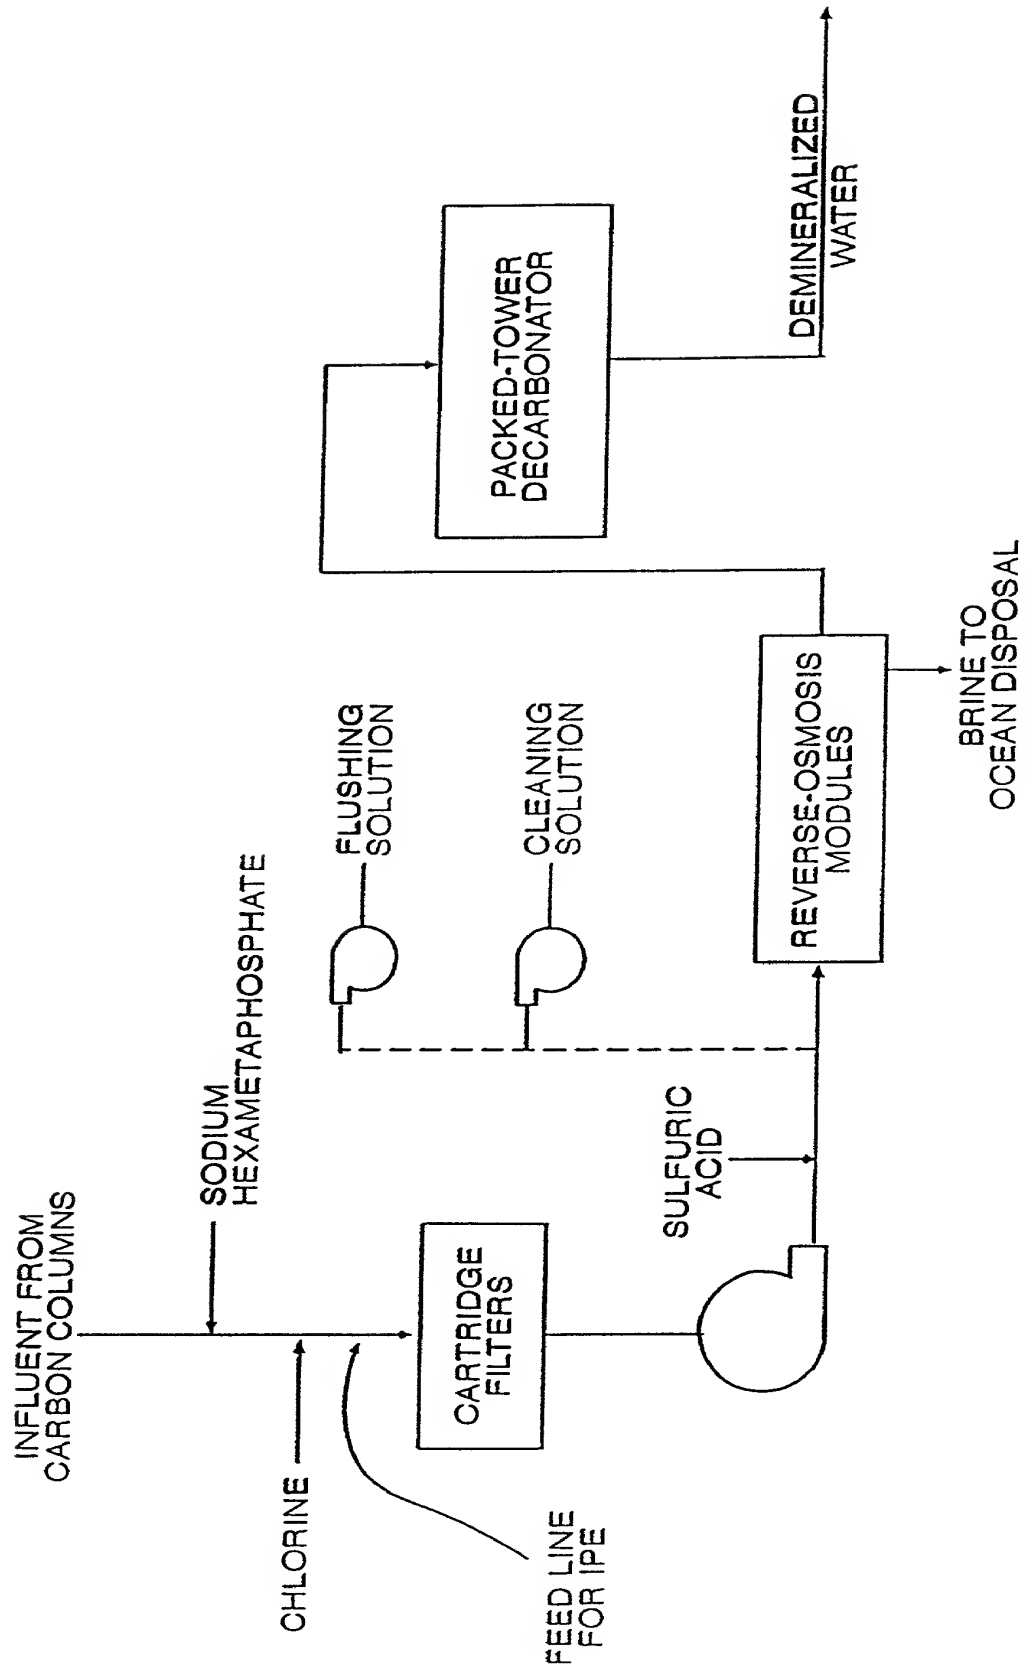 INFLUENT FROM
CARBON COLUMNS
SODIUM
HEXAMETAPHOSPHATE
CHLORINE
FEED LINE
FOR IPE
CARTRIDGE
FILTERS
SULFURIC
ACID
FLUSHING
SOLUTION
CLEANING
SOLUTION
REVERSE-OSMOSIS
MODULES
BRINE TO
OCEAN DISPOSAL
PACKED-TOWER
DECARBONATOR
DEMINERALIZED
WATER